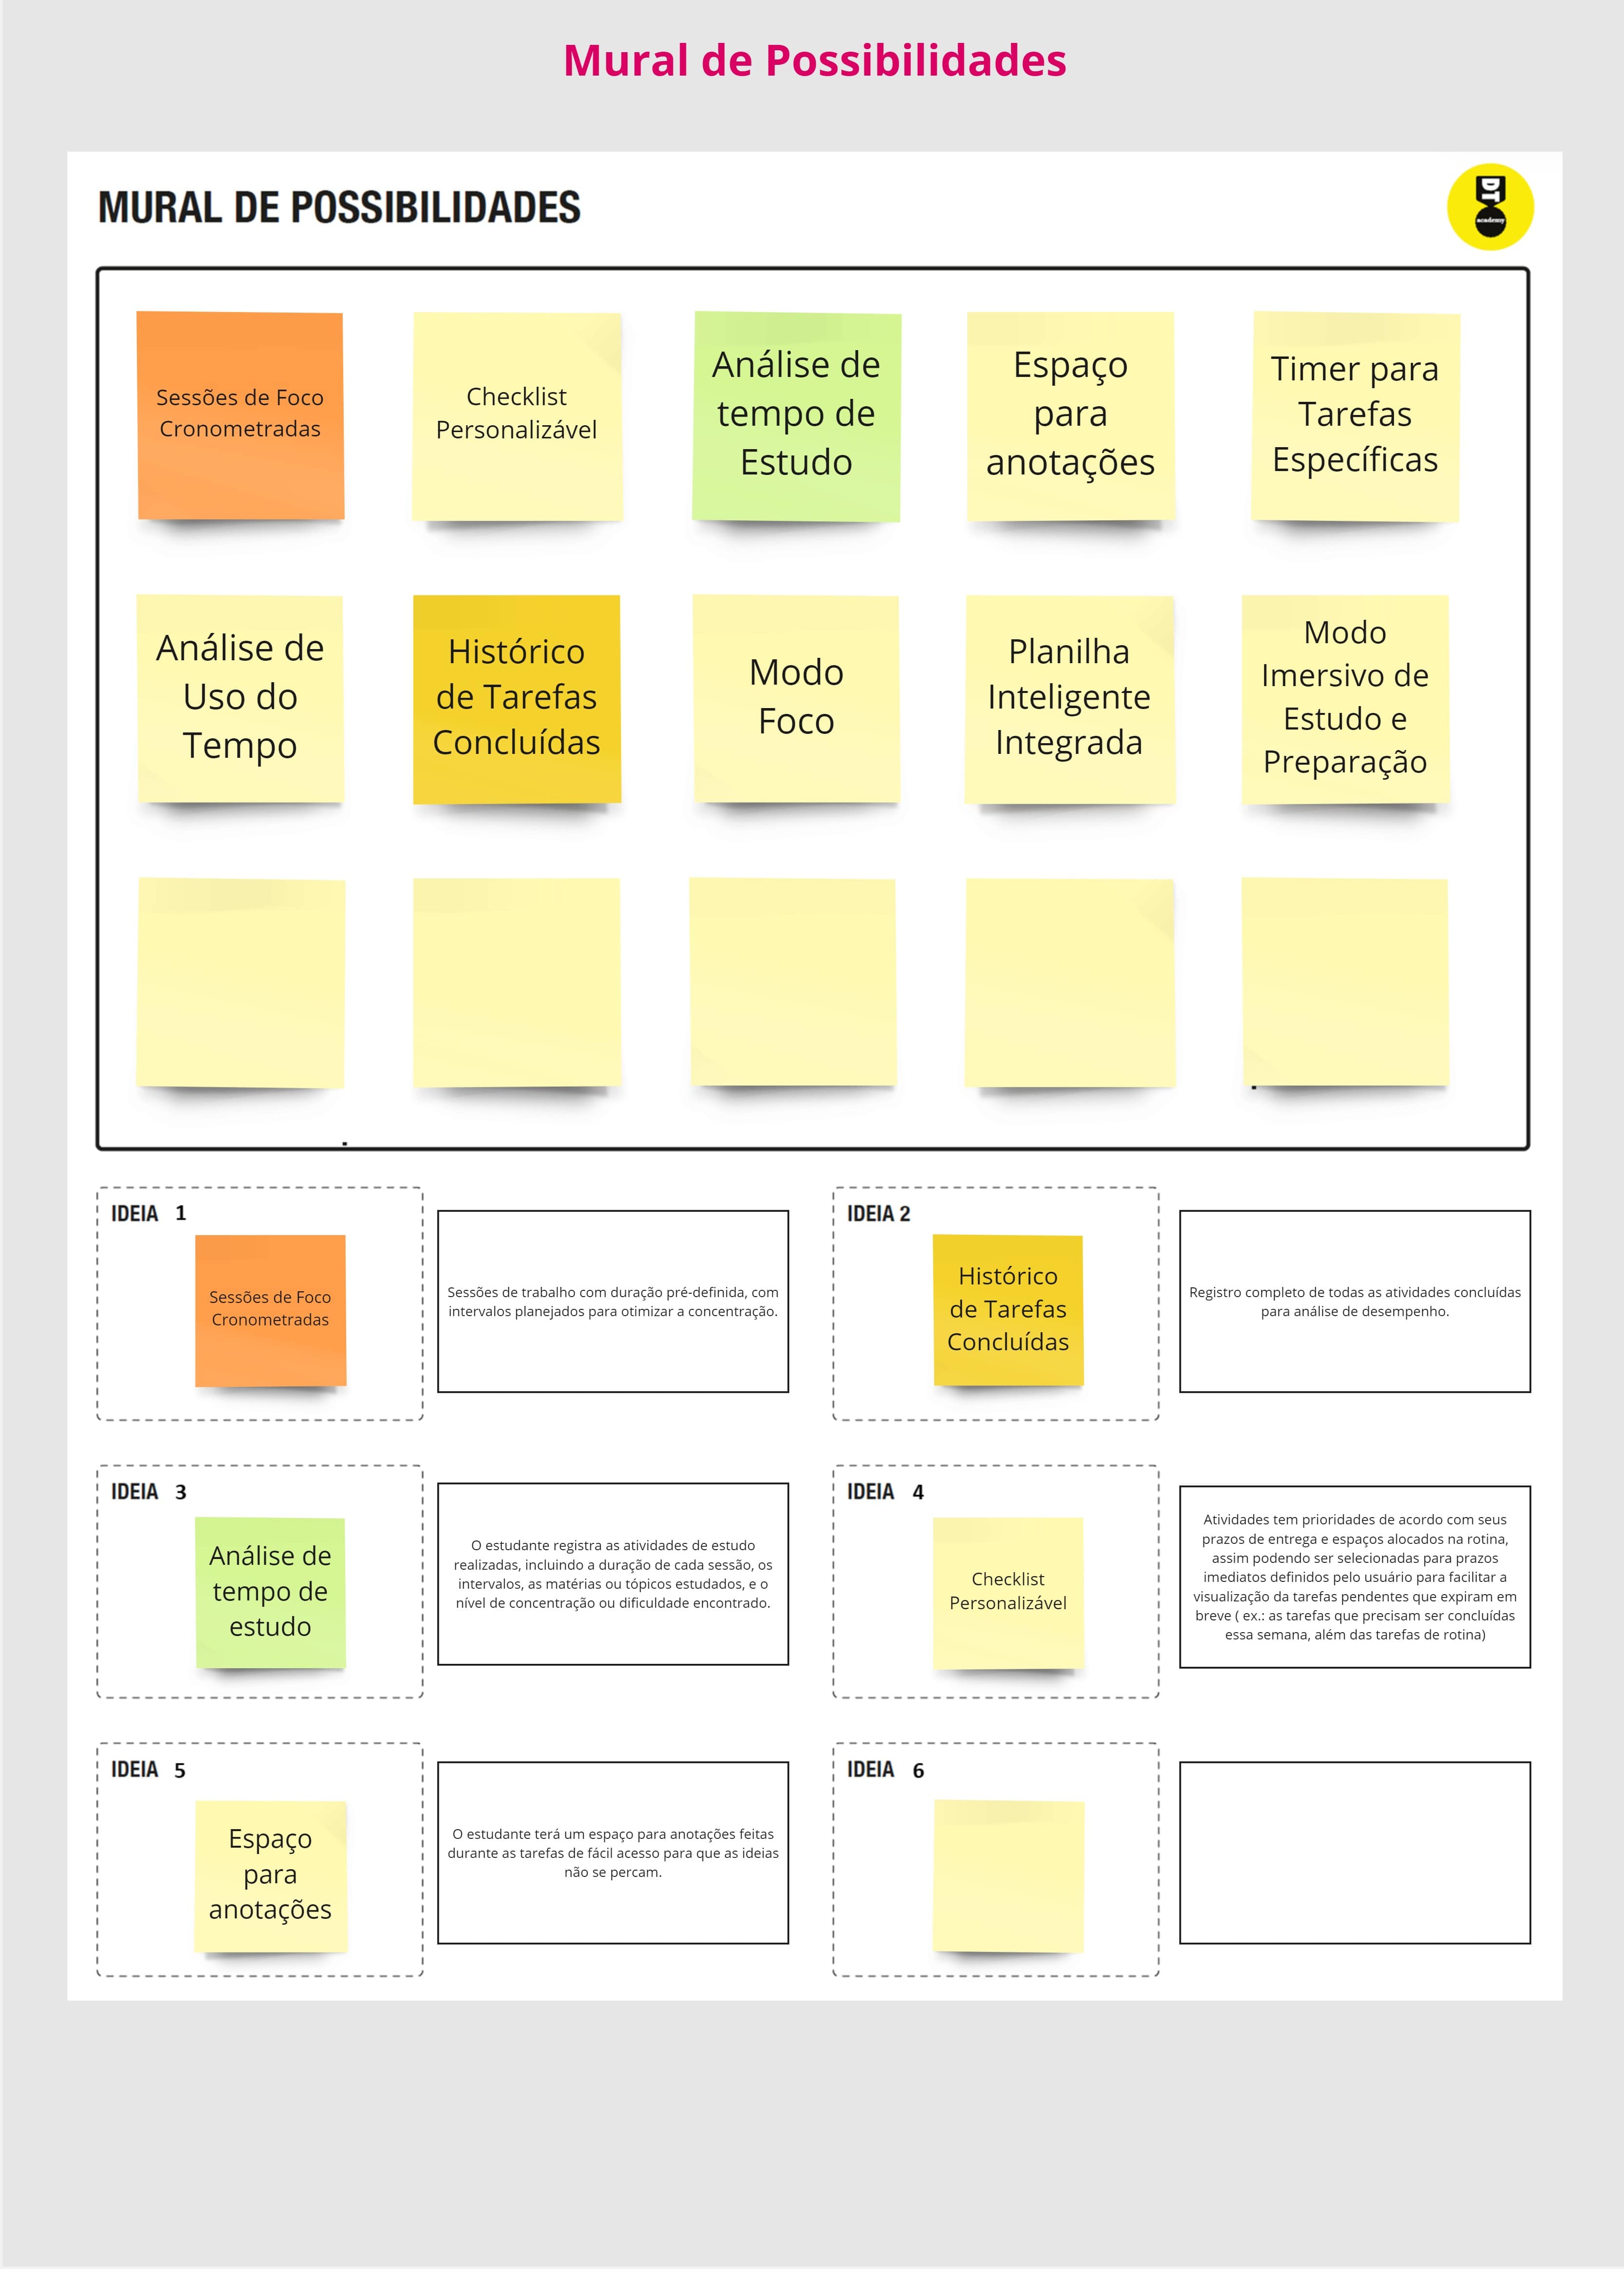 Mural de Possibilidades
MURAL DE POSSIBILIDADES
DT
academy
Sessões de Foco
Cronometradas
Checklist
Personalizável
Análise de
tempo de
Estudo
Espaço
para
anotações
Timer para
Tarefas
Específicas
Análise de
Uso do
Tempo
Histórico
de Tarefas
Concluídas
Modo
Foco
Planilha
Inteligente
Integrada
Modo
Imersivo de
Estudo e
Preparação
IDEIA 1
Sessões de Foco
Cronometradas
Sessões de trabalho com duração pré-definida, com
intervalos planejados para otimizar a concentração.
IDEIA 2
Histórico
de Tarefas
Concluídas
Registro completo de todas as atividades concluídas
para análise de desempenho.
IDEIA 3
Análise de
tempo de
estudo
O estudante registra as atividades de estudo
realizadas, incluindo a duração de cada sessão, os
intervalos, as matérias ou tópicos estudados, e o
nível de concentração ou dificuldade encontrado.
IDEIA 4
Checklist
Personalizável
Atividades tem prioridades de acordo com seus
prazos de entrega e espaços alocados na rotina,
assim podendo ser selecionadas para prazos
imediatos definidos pelo usuário para facilitar a
visualização da tarefas pendentes que expiram em
breve ( ex.: as tarefas que precisam ser concluídas
essa semana, além das tarefas de rotina)
IDEIA 5
Espaço
para
anotações
O estudante terá um espaço para anotações feitas
durante as tarefas de fácil acesso para que as ideias
não se percam.
IDEIA 6